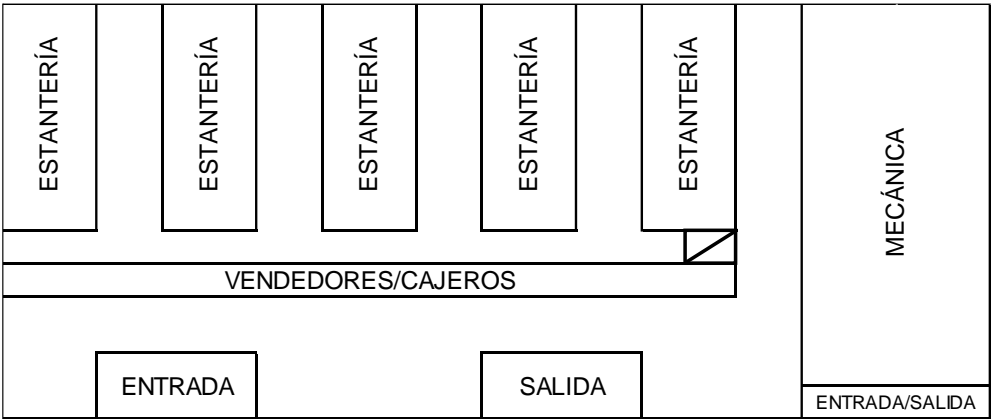 ESTANTERÍA
ESTANTERÍA
ESTANTERÍA
ESTANTERÍA
ESTANTERÍA
MECÁNICA
VENDEDORES/CAJEROS
ENTRADA
SALIDA
ENTRADA/SALIDA